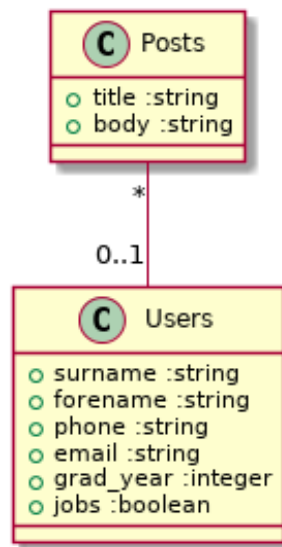 C Posts
title :string
body :string
*
0..1
C Users
surname :string
forename :string
phone :string
email :string
grad_year :integer
jobs :boolean